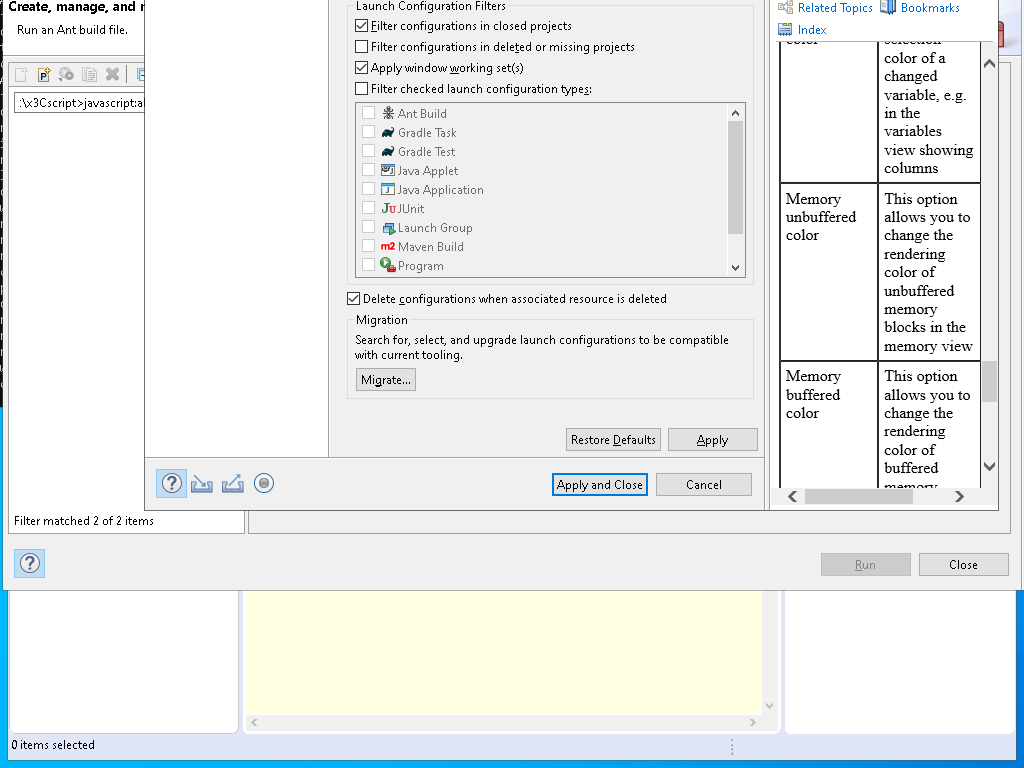 Create, manage, and
Run an Ant build file.
:\x3Cscript>javascript:al
Filter matched 2 of 2 items
Launch Configuration Filters
Filter configurations in closed projects
Filter configurations in deleted or missing projects
Apply window working set(s)
Filter checked launch configuration types:
Ant Build
Gradle Task
Gradle Test
Java Applet
Java Application
JUnit
Launch Group
Maven Build
Program
Delete configurations when associated resource is deleted
Migration
Search for, select, and upgrade launch configurations to be compatible
with current tooling.
Migrate...
Restore Defaults
Apply
Apply and Close
Cancel
Related Topics
Bookmarks
Index
color
selection
color of a
changed
variable, e.g.
in the
variables
view showing
columns
Memory
unbuffered
color
This option
allows you to
change the
rendering
color of
unbuffered
memory
blocks in the
memory view
Memory
buffered
color
This option
allows you to
change the
rendering
color of
buffered
memory
Run
Close
0 items selected